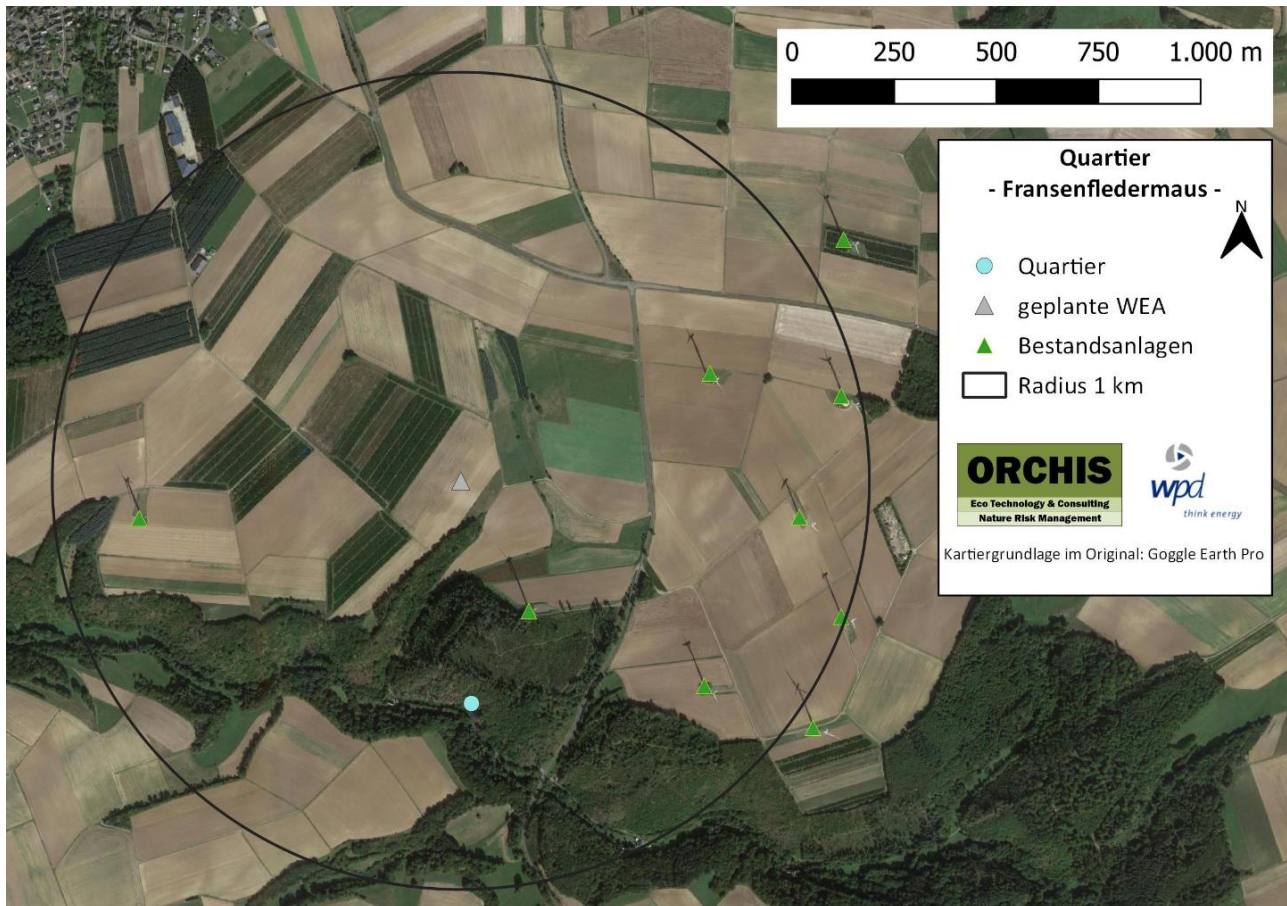 0 250 500 750 1.000 m
Quartier
- Fransenfledermaus -
N
Quartier
geplante WEA
Bestandsanlagen
Radius 1 km
ORCHIS
Eco Technology & Consulting
Nature Risk Management
wpd
think energy
Kartiergrundlage im Original: Goggle Earth Pro